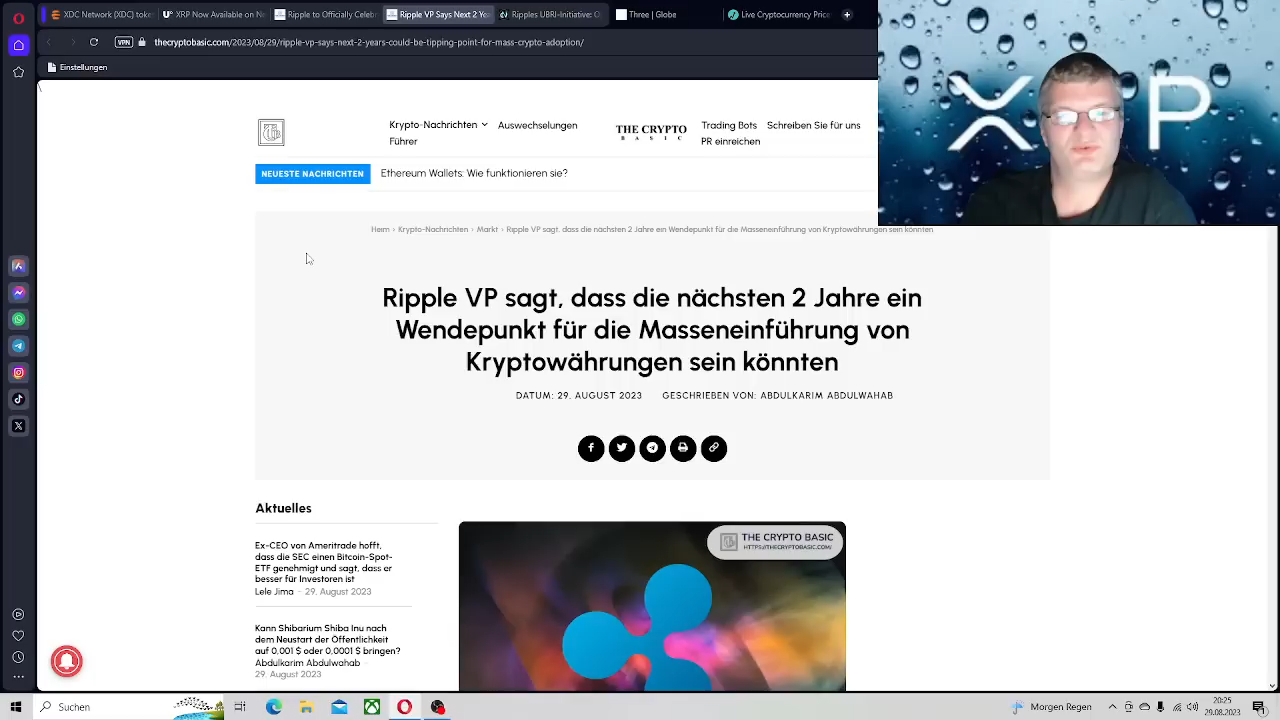 XDC Network (XDC) token
Ripple to Offer Celebra
Ripple VP Says Next 2 Ye
Ripples UBRI-Initiative: O
Three | Globe
Live Cryptocurrency Price
VPN
thecryptobasic.com/2023/08/29/ripple-vp-says-next-2-years-could-be-tipping-point-for-mass-crypto-adoption/
Einstellungen
\
X P
Krypto-Nachrichten
Auswechselungen
THE CRYPTO
BASIC
Trading Bots
Schreiben Sie für uns
Führer
PR einreichen
NEUESTE NACHRICHTEN
Ethereum Wallets: Wie funktionieren sie?
Heim › Krypto-Nachrichten › Markt › Ripple VP sagt, dass die nächsten 2 Jahre ein Wendepunkt für die Masseneinführung von Kryptowährungen sein könnten
Ripple VP sagt, dass die nächsten 2 Jahre ein
Wendepunkt für die Masseneinführung von
Kryptowährungen sein könnten
DATUM: 29. AUGUST 2023
GESCHRIEBEN VON: ABDULKARIM ABDULWAHAB
Aktuelles
Ex-CEO von Ameritrade hofft,
dass die SEC einen Bitcoin-Spot-
ETF genehmigt und sagt, dass er
besser für Investoren ist
Lele Jima - 29. August 2023
Kann Shibarium Shiba Inu nach
dem Neustart der Öffentlichkeit
auf 0,001 $ oder 0,0001 $ bringen?
Abdulkarim Abdulwahab -
29. August 2023
THE CRYPTO BASIC
HTTPS://THECRYPTOBASIC.COM/
Suchen
Morgen Regen
20:25
29.08.2023